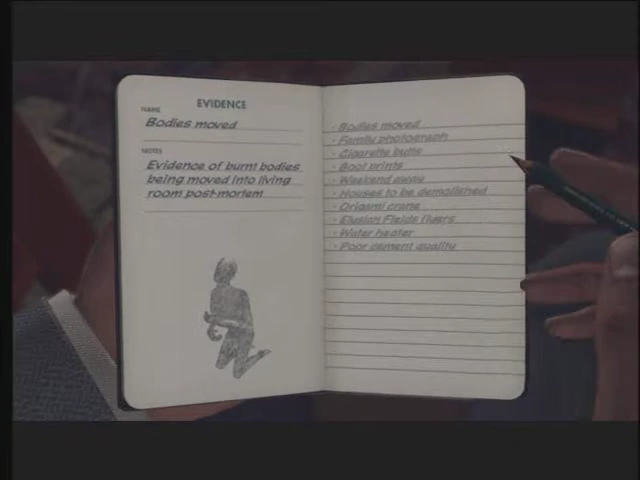 EVIDENCE
NAME
Bodies moved
NOTES
Evidence of burnt bodies
being moved into living
room post-mortem
- Bodies moved
- Family photograph
- Cigarette butts
- Boot prints
- Weekend away
- Houses to be demolished
- Origami crane
- Elysian Fields flyers
- Water heater
- Poor cement quality